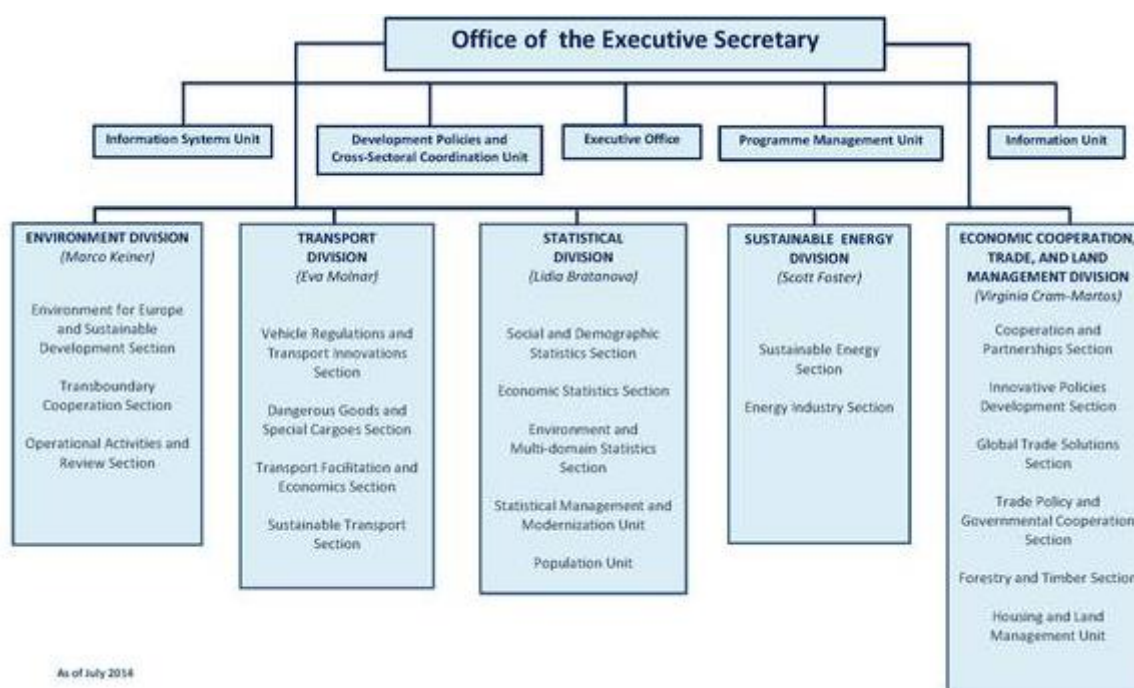 Office of the Executive Secretary
Information Systems Unit
Development Policies and
Cross-Sectoral Coordination Unit
Executive Office
Programme Management Unit
Information Unit
ENVIRONMENT DIVISION
(Marco Keiner)
Environment for Europe
and Sustainable
Development Section
Transboundary
Cooperation Section
Operational Activities and
Review Section
TRANSPORT
DIVISION
(Eva Molnar)
Vehicle Regulations and
Transport Innovations
Section
Dangerous Goods and
Special Cargoes Section
Transport Facilitation and
Economics Section
Sustainable Transport
Section
STATISTICAL
DIVISION
(Lidia Bratanova)
Social and Demographic
Statistics Section
Economic Statistics Section
Environment and
Multi-domain Statistics
Section
Statistical Management and
Modernization Unit
Population Unit
SUSTAINABLE ENERGY
DIVISION
(Scott Foster)
Sustainable Energy
Section
Energy Industry Section
ECONOMIC COOPERATION,
TRADE, AND LAND
MANAGEMENT DIVISION
(Virginia Cram-Martos)
Cooperation and
Partnerships Section
Innovative Policies
Development Section
Global Trade Solutions
Section
Trade Policy and
Governmental Cooperation
Section
Forestry and Timber Section
Housing and Land
Management Unit
As of July 2014